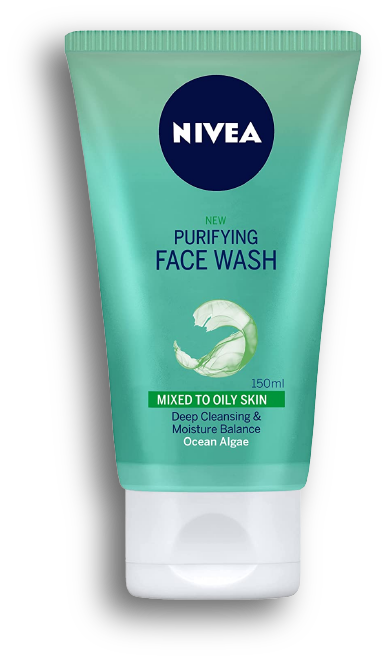 NIVEA
NEW
PURIFYING
FACE WASH
150ml
MIXED TO OILY SKIN
Deep Cleansing &
Moisture Balance
Ocean Algae